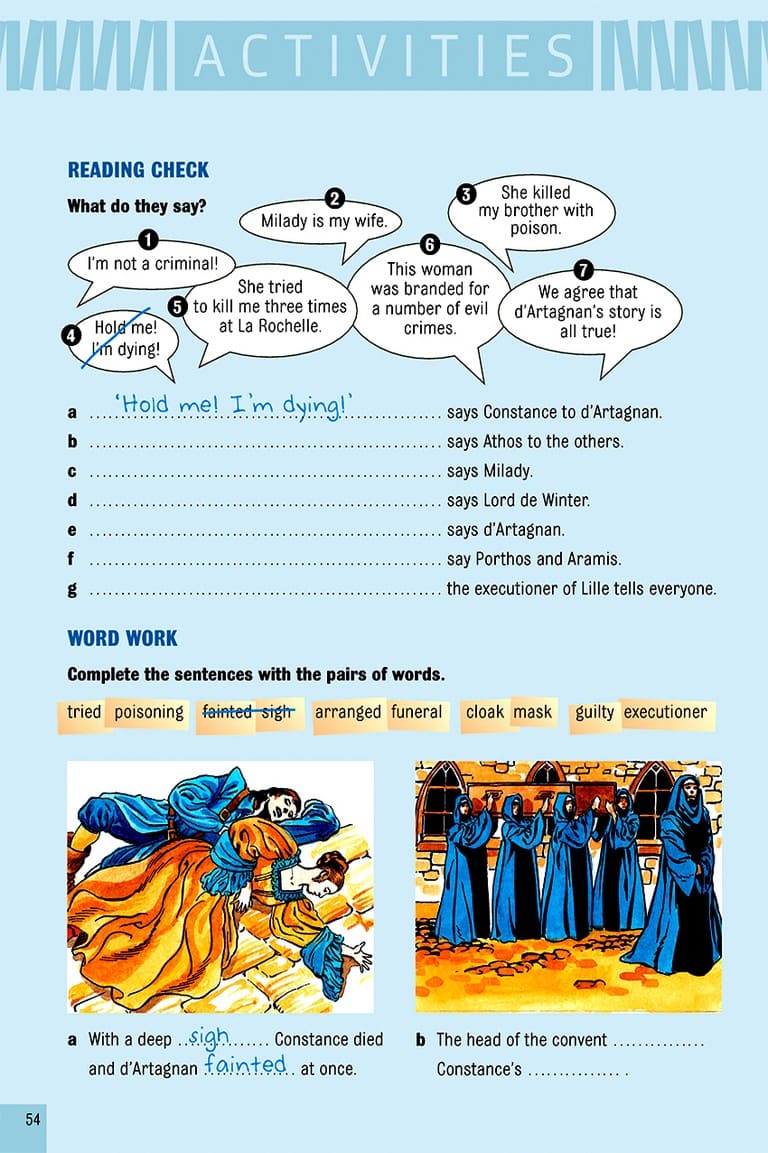 ACTIVITIES
READING CHECK
What do they say?
1
I'm not a criminal!
2
Milady is my wife.
3
She killed
my brother with
poison.
4
Hold me!
I'm dying!
5
She tried
to kill me three times
at La Rochelle.
6
This woman
was branded for
a number of evil
crimes.
7
We agree that
d'Artagnan's story is
all true!
a 'Hold me! I'm dying!' says Constance to d'Artagnan.
b ............................................................ says Athos to the others.
c ............................................................ says Milady.
d ............................................................ says Lord de Winter.
e ............................................................ says d'Artagnan.
f ............................................................ say Porthos and Aramis.
g ............................................................ the executioner of Lille tells everyone.
WORD WORK
Complete the sentences with the pairs of words.
tried poisoning fainted sigh arranged funeral cloak mask guilty executioner
a With a deep ..sigh....... Constance died
and d'Artagnan fainted.. at once.
b The head of the convent ...............
Constance's ................ .
54